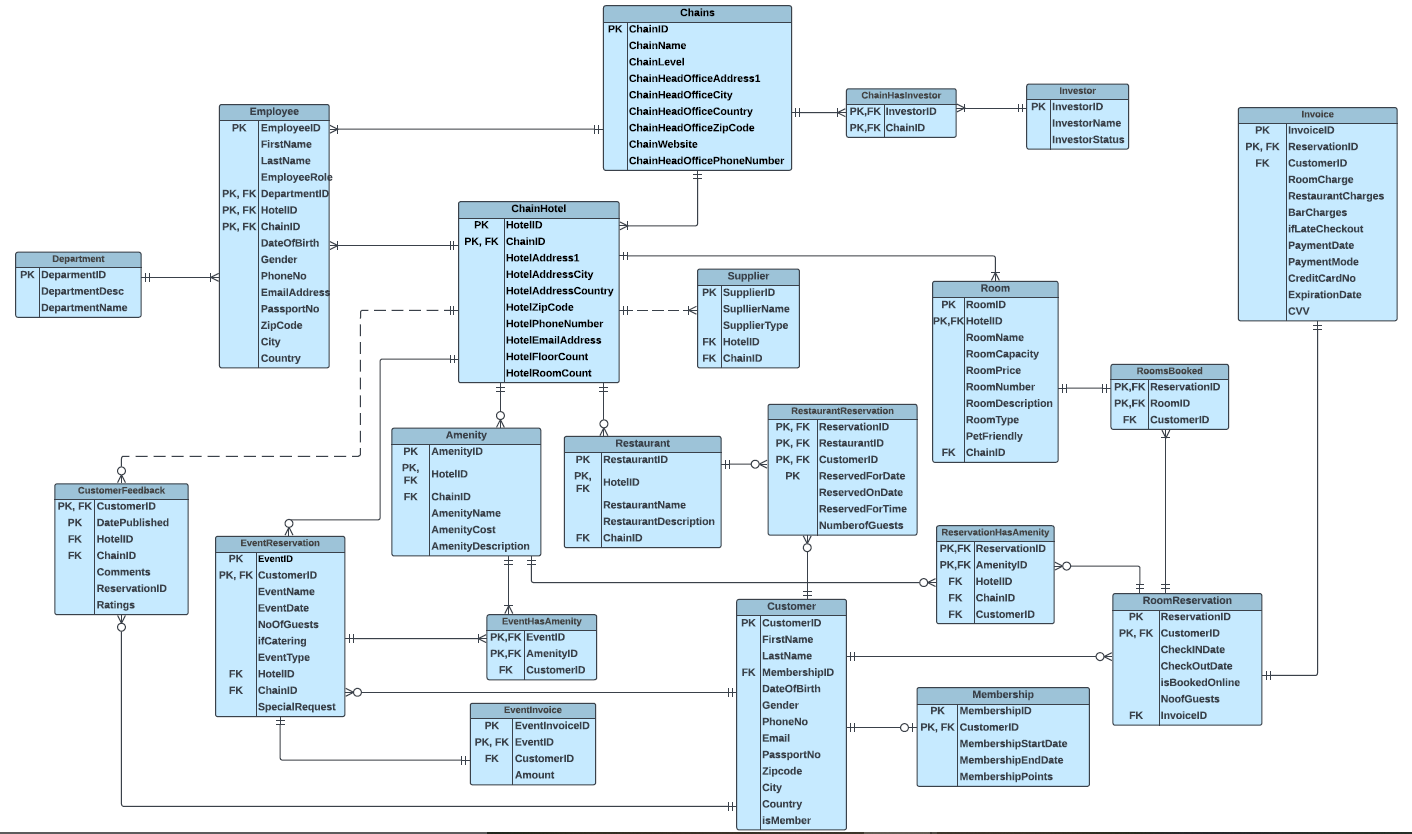 Chains
PK ChainID
ChainName
ChainLevel
ChainHeadOfficeAddress1
ChainHeadOfficeCity
ChainHeadOfficeCountry
ChainHeadOfficeZipCode
ChainWebsite
ChainHeadOfficePhoneNumber
ChainHasInvestor
PK,FK InvestorID
PK,FK ChainID
Investor
PK InvestorID
InvestorName
InvestorStatus
Invoice
PK InvoiceID
PK, FK ReservationID
FK CustomerID
RoomCharge
RestaurantCharges
BarCharges
ifLateCheckout
PaymentDate
PaymentMode
CreditCardNo
ExpirationDate
CVV
Employee
PK EmployeeID
FirstName
LastName
EmployeeRole
PK, FK DepartmentID
PK, FK HotelID
PK, FK ChainID
DateOfBirth
Gender
PhoneNo
EmailAddress
PassportNo
ZipCode
City
Country
Department
PK DeparmentID
DepartmentDesc
DepartmentName
ChainHotel
PK HotelID
PK, FK ChainID
HotelAddress1
HotelAddressCity
HotelAddressCountry
HotelZipCode
HotelPhoneNumber
HotelEmailAddress
HotelFloorCount
HotelRoomCount
Supplier
PK SupplierID
SupllierName
SupplierType
FK HotelID
FK ChainID
Room
PK RoomID
PK,FK HotelID
RoomName
RoomCapacity
RoomPrice
RoomNumber
RoomDescription
RoomType
PetFriendly
FK ChainID
RoomsBooked
PK,FK ReservationID
PK,FK RoomID
FK CustomerID
Amenity
PK AmenityID
PK,
FK HotelID
FK ChainID
AmenityName
AmenityCost
AmenityDescription
Restaurant
PK RestaurantID
PK,
FK HotelID
RestaurantName
RestaurantDescription
FK ChainID
RestaurantReservation
PK, FK ReservationID
PK, FK RestaurantID
PK, FK CustomerID
PK ReservedForDate
ReservedOnDate
ReservedForTime
NumberofGuests
CustomerFeedback
PK, FK CustomerID
PK DatePublished
FK HotelID
FK ChainID
Comments
ReservationID
Ratings
EventReservation
PK EventID
PK, FK CustomerID
EventName
EventDate
NoOfGuests
ifCatering
EventType
FK HotelID
FK ChainID
SpecialRequest
EventHasAmenity
PK,FK EventID
PK,FK AmenityID
FK CustomerID
EventInvoice
PK EventInvoiceID
PK, FK EventID
FK CustomerID
Amount
ReservationHasAmenity
PK,FK ReservationID
PK,FK AmenityID
FK HotelID
FK ChainID
FK CustomerID
Customer
PK CustomerID
FirstName
LastName
FK MembershipID
DateOfBirth
Gender
PhoneNo
Email
PassportNo
Zipcode
City
Country
isMember
RoomReservation
PK ReservationID
PK, FK CustomerID
CheckINDate
CheckOutDate
isBookedOnline
NoofGuests
FK InvoiceID
Membership
PK MembershipID
PK, FK CustomerID
MembershipStartDate
MembershipEndDate
MembershipPoints